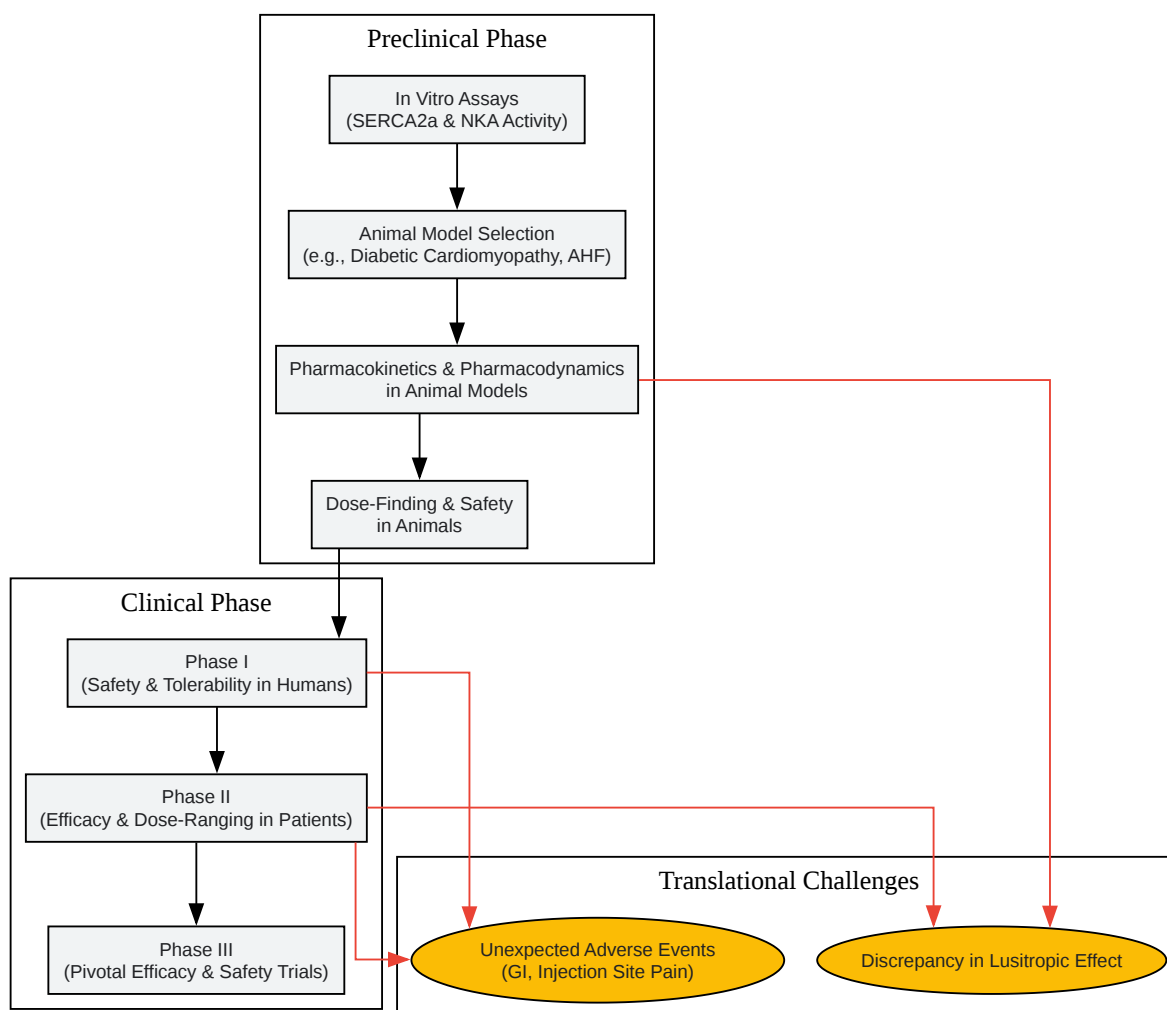 Preclinical Phase
In Vitro Assays
(SERCA2a & NKA Activity)
Animal Model Selection
(e.g., Diabetic Cardiomyopathy, AHF)
Pharmacokinetics & Pharmacodynamics
in Animal Models
Dose-Finding & Safety
in Animals
Clinical Phase
Phase I
(Safety & Tolerability in Humans)
Phase II
(Efficacy & Dose-Ranging in Patients)
Phase III
(Pivotal Efficacy & Safety Trials)
Translational Challenges
Unexpected Adverse Events
(GI, Injection Site Pain)
Discrepancy in Lusitropic Effect